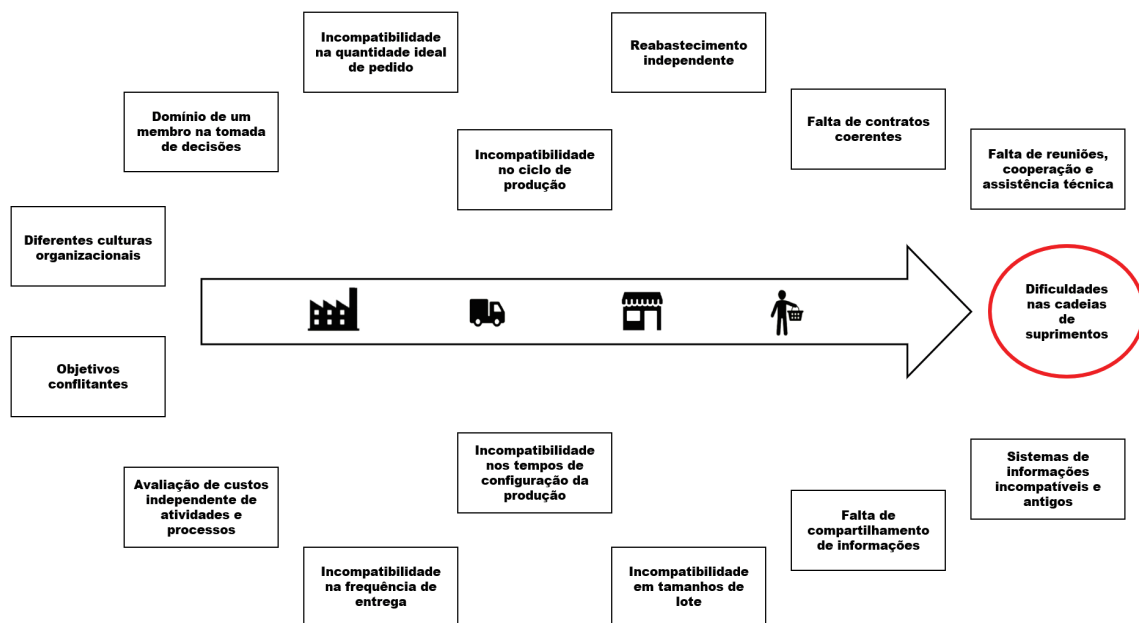 Incompatibilidade
na quantidade ideal
de pedido
Reabastecimento
independente
Domínio de um
membro na tomada
de decisões
Falta de contratos
coerentes
Incompatibilidade
no ciclo de
produção
Falta de reuniões,
cooperação e
assistência técnica
Diferentes culturas
organizacionais
Dificuldades
nas cadeias
de
suprimentos
Objetivos
conflitantes
Incompatibilidade
nos tempos de
configuração da
produção
Sistemas de
informações
incompatíveis e
antigos
Avaliação de custos
independente de
atividades e
processos
Falta de
compartilhamento
de informações
Incompatibilidade
na frequência de
entrega
Incompatibilidade
em tamanhos de
lote